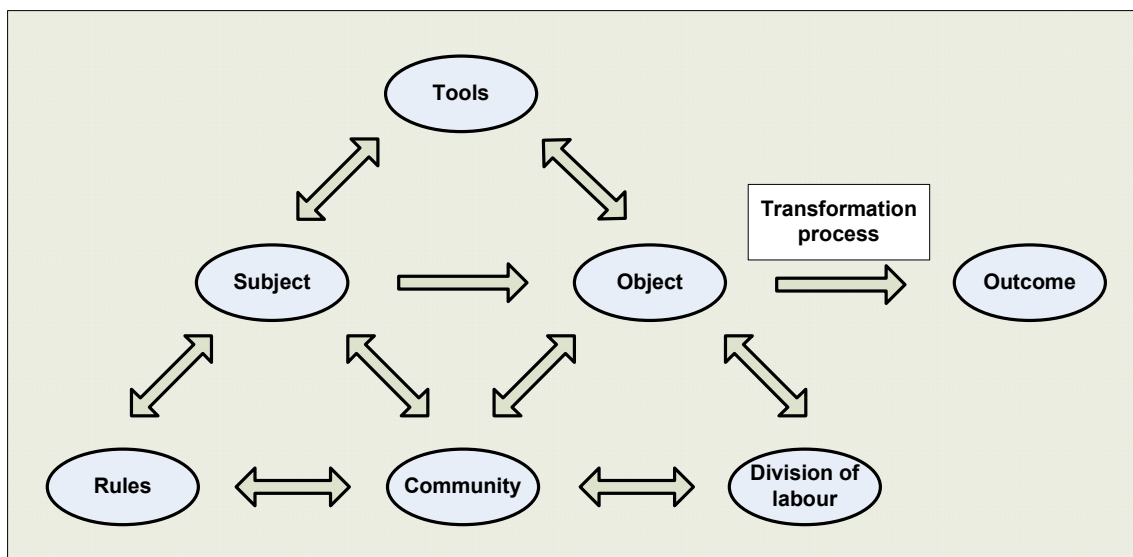 Tools
Transformation
process
Subject
Object
Outcome
Rules
Community
Division of
labour